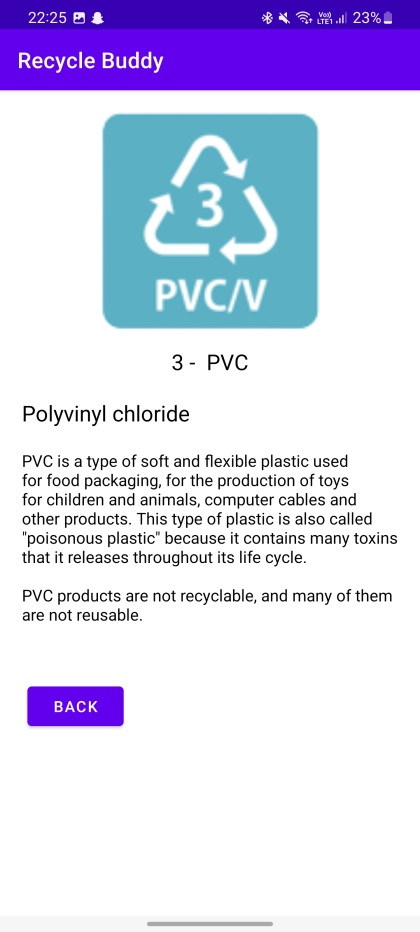 22:25 Vo)) LTE1 23%
Recycle Buddy
3
PVC/V
3 - PVC
Polyvinyl chloride
PVC is a type of soft and flexible plastic used
for food packaging, for the production of toys
for children and animals, computer cables and
other products. This type of plastic is also called
"poisonous plastic" because it contains many toxins
that it releases throughout its life cycle.
PVC products are not recyclable, and many of them
are not reusable.
BACK